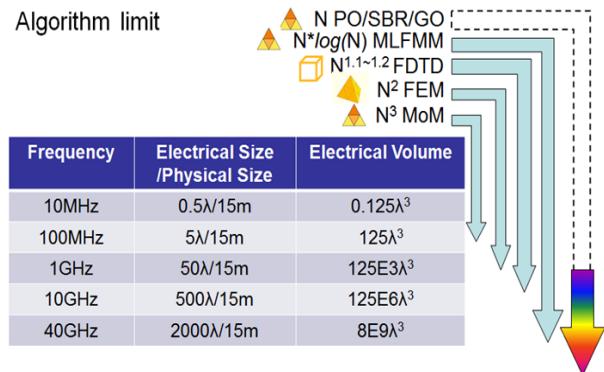 Algorithm limit
N PO/SBR/GO
N*log(N) MLFMM
N¹·¹~¹·² FDTD
N² FEM
N³ MoM
Frequency Electrical Size /Physical Size Electrical Volume
10MHz 0.5λ/15m 0.125λ³
100MHz 5λ/15m 125λ³
1GHz 50λ/15m 125E3λ³
10GHz 500λ/15m 125E6λ³
40GHz 2000λ/15m 8E9λ³